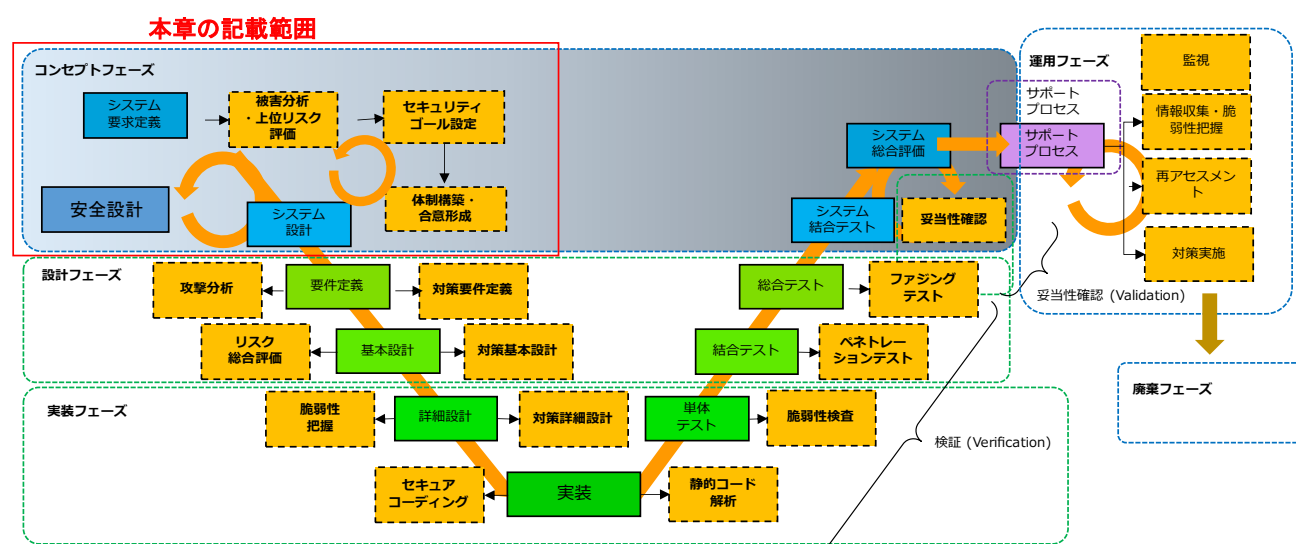 本章の記載範囲
コンセプトフェーズ
システム
要求定義
被害分析
・上位リスク
評価
セキュリティ
ゴール設定
安全設計
システム
設計
体制構築・
合意形成
システム
総合評価
システム
結合テスト
妥当性確認
運用フェーズ
サポート
プロセス
サポート
プロセス
監視
情報収集・脆
弱性把握
再アセスメン
ト
対策実施
設計フェーズ
攻撃分析
要件定義
対策要件定義
総合テスト
ファジング
テスト
妥当性確認 (Validation)
リスク
総合評価
基本設計
対策基本設計
結合テスト
ペネトレー
ションテスト
廃棄フェーズ
実装フェーズ
脆弱性
把握
詳細設計
対策詳細設計
単体
テスト
脆弱性検査
検証 (Verification)
セキュア
コーディング
実装
静的コード
解析